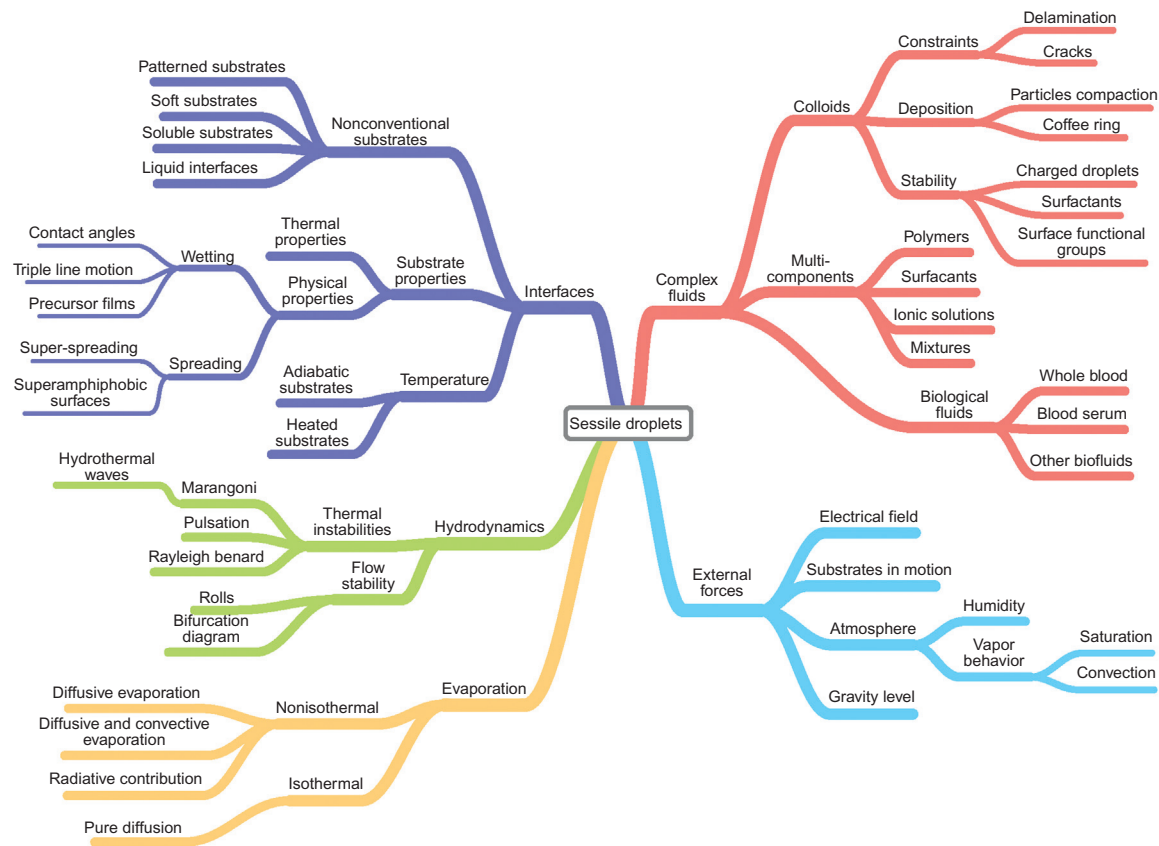 Sessile droplets
Interfaces
Nonconventional
substrates
Patterned substrates
Soft substrates
Soluble substrates
Liquid interfaces
Substrate
properties
Thermal
properties
Physical
properties
Wetting
Contact angles
Triple line motion
Precursor films
Spreading
Super-spreading
Superamphiphobic
surfaces
Temperature
Adiabatic
substrates
Heated
substrates
Hydrodynamics
Thermal
instabilities
Marangoni
Hydrothermal
waves
Pulsation
Rayleigh benard
Flow
stability
Rolls
Bifurcation
diagram
Evaporation
Nonisothermal
Diffusive evaporation
Diffusive and convective
evaporation
Radiative contribution
Isothermal
Pure diffusion
Complex
fluids
Colloids
Constraints
Delamination
Cracks
Deposition
Particles compaction
Coffee ring
Stability
Charged droplets
Surfactants
Surface functional
groups
Multi-
components
Polymers
Surfacants
Ionic solutions
Mixtures
Biological
fluids
Whole blood
Blood serum
Other biofluids
External
forces
Electrical field
Substrates in motion
Atmosphere
Humidity
Vapor
behavior
Saturation
Convection
Gravity level